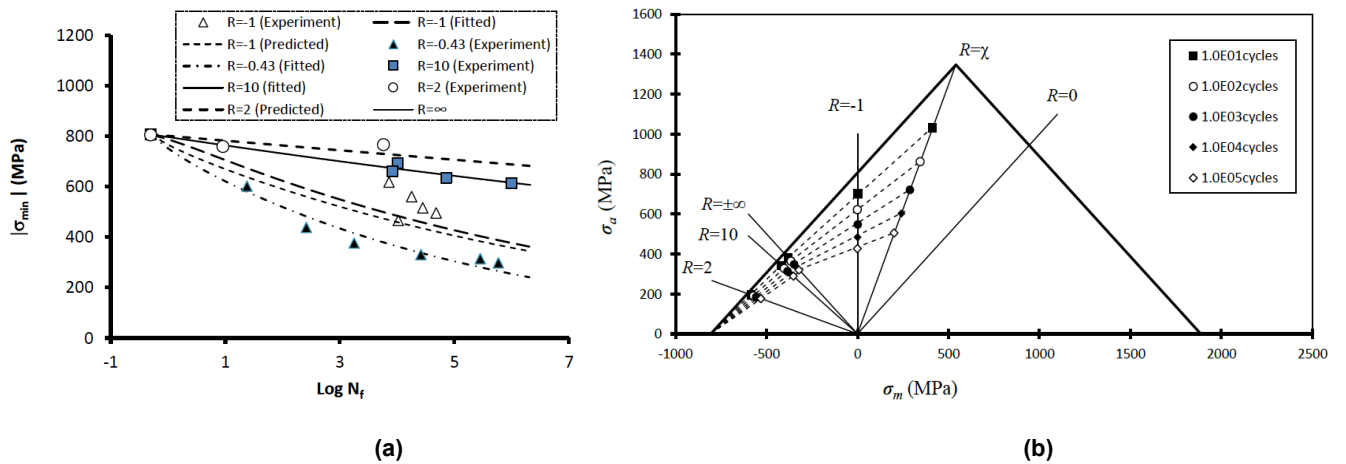 R=-1 (Experiment) R=-1 (Fitted)
R=-1 (Predicted) R=-0.43 (Experiment)
R=-0.43 (Fitted) R=10 (Experiment)
R=10 (fitted) R=2 (Experiment)
R=2 (Predicted) R=∞
1200
1000
800
600
400
200
0
-1 1 3 5 7
|σmin| (MPa)
Log Nf
(a)
1600
1400
1200
1000
800
600
400
200
0
-1000 -500 0 500 1000 1500 2000 2500
σa (MPa)
σm (MPa)
R=χ
R=-1
R=0
R=±∞
R=10
R=2
1.0E01cycles
1.0E02cycles
1.0E03cycles
1.0E04cycles
1.0E05cycles
(b)